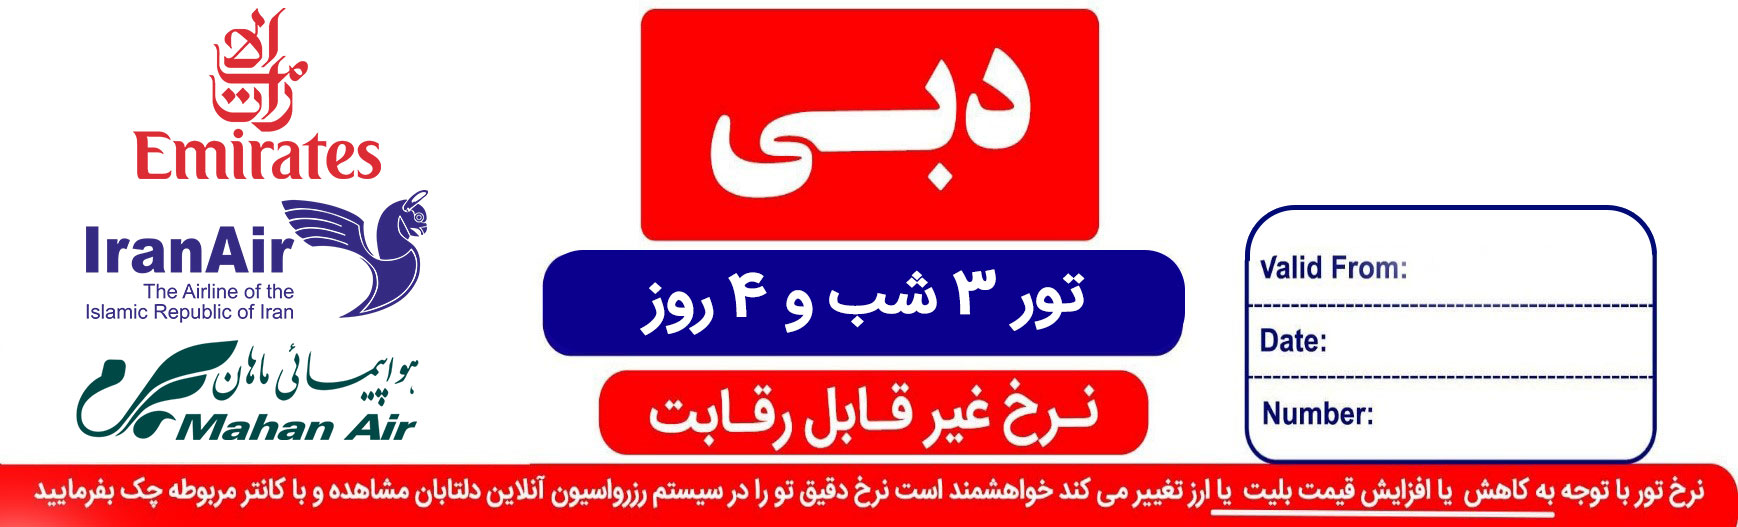 امارات
Emirates
IranAir
The Airline of the
Islamic Republic of Iran
هواپیمائی ماهان
Mahan Air
دبی
تور ۳ شب و ۴ روز
نرخ غیر قابل رقابت
Valid From:
Date:
Number:
نرخ تور با توجه به کاهش یا افزایش قیمت بلیت یا ارز تغییر می کند خواهشمند است نرخ دقیق تو را در سیستم رزرواسیون آنلاین دلتابان مشاهده و با کانتر مربوطه چک بفرمایید